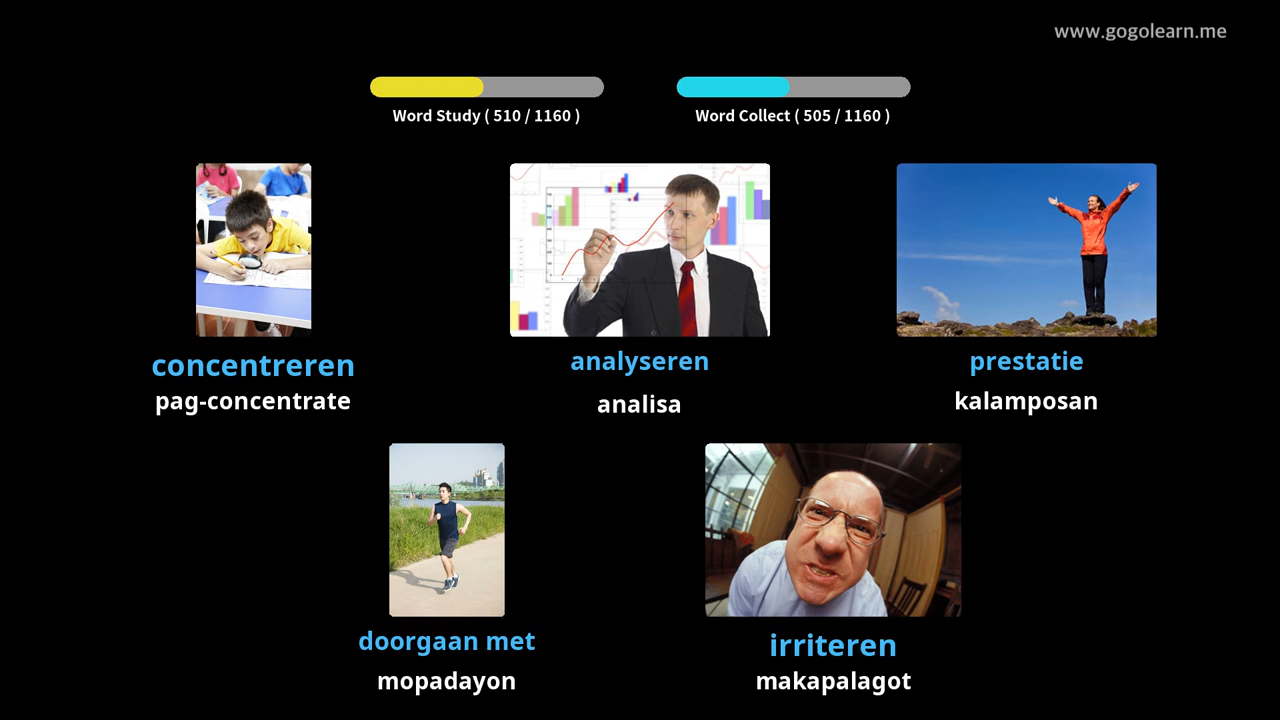 www.gogolearn.me
Word Study ( 510 / 1160 )
Word Collect ( 505 / 1160 )
concentreren
pag-concentrate
analyseren
analisa
prestatie
kalamposan
doorgaan met
mopadayon
irriteren
makapalagot